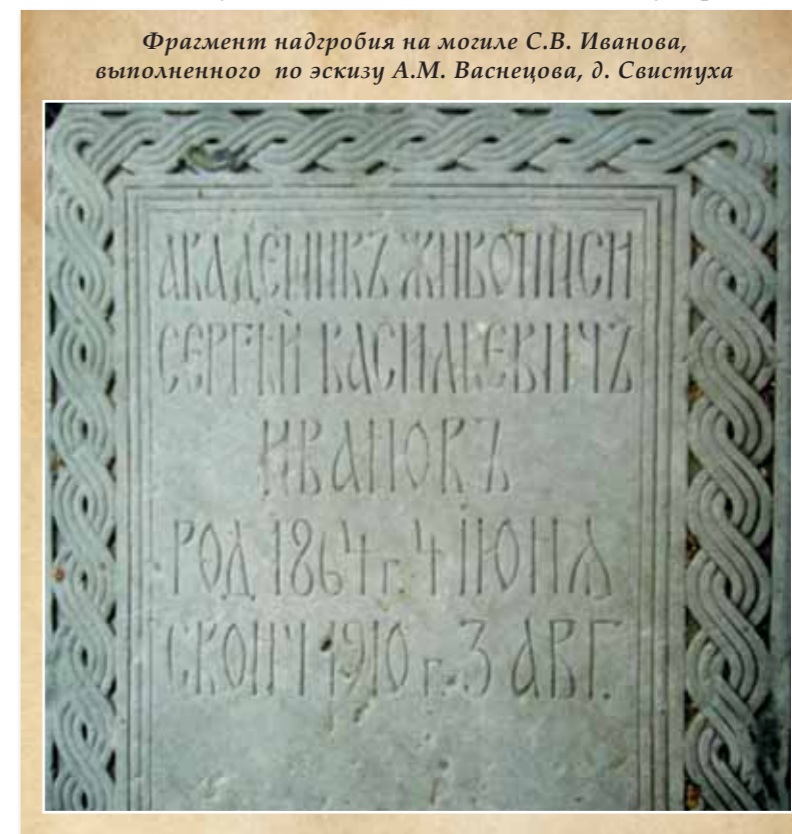 Фрагмент надгробия на могиле С.В. Иванова,
выполненного по эскизу А.М. Васнецова, д. Свистуха
АКАДЕМИКЪ ЖИВОПИСИ
СЕРГѢЙ ВАСИЛЬЕВИЧЪ
ИВАНОВЪ
РОД 1864 г. 4 ІЮНѦ
СКОНЧ 1910 г. 3 АВГ.